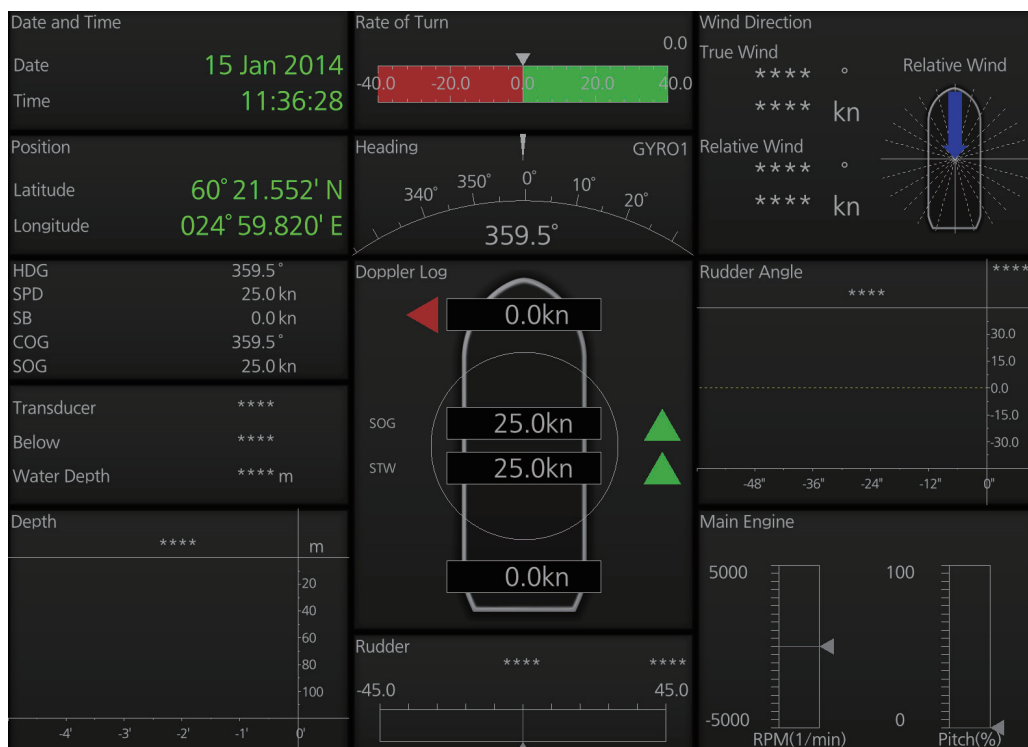 Date and Time
Date 15 Jan 2014
Time 11:36:28
Position
Latitude 60° 21.552' N
Longitude 024° 59.820' E
HDG 359.5°
SPD 25.0 kn
SB 0.0 kn
COG 359.5°
SOG 25.0 kn
Transducer ****
Below ****
Water Depth **** m
Depth
**** m
20
40
60
80
100
-4' -3' -2' -1' 0'
Rate of Turn
0.0
-40.0 -20.0 0.0 20.0 40.0
Heading GYRO1
340° 350° 0° 10° 20°
359.5°
Doppler Log
0.0kn
SOG 25.0kn
STW 25.0kn
0.0kn
Rudder
**** ****
-45.0 45.0
Wind Direction
True Wind
**** °
**** kn
Relative Wind
**** °
**** kn
Relative Wind
Rudder Angle
****
****
30.0
15.0
0.0
-15.0
-30.0
-48" -36" -24" -12" 0"
Main Engine
5000 100
-5000 0
RPM(1/min) Pitch(%)